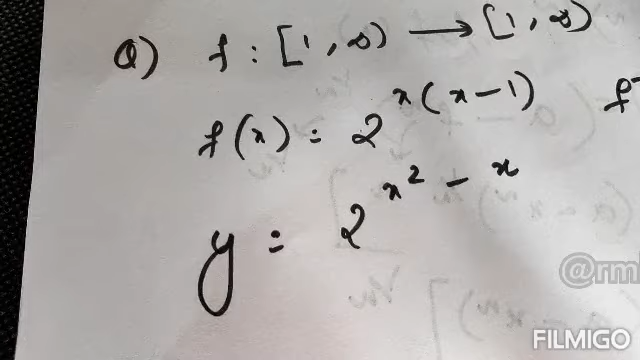 Q) f : [1, ∞) → [1, ∞)
f(x) = 2^{x(x-1)} f
y = 2^{x² - x}
@rm
FILMIGO